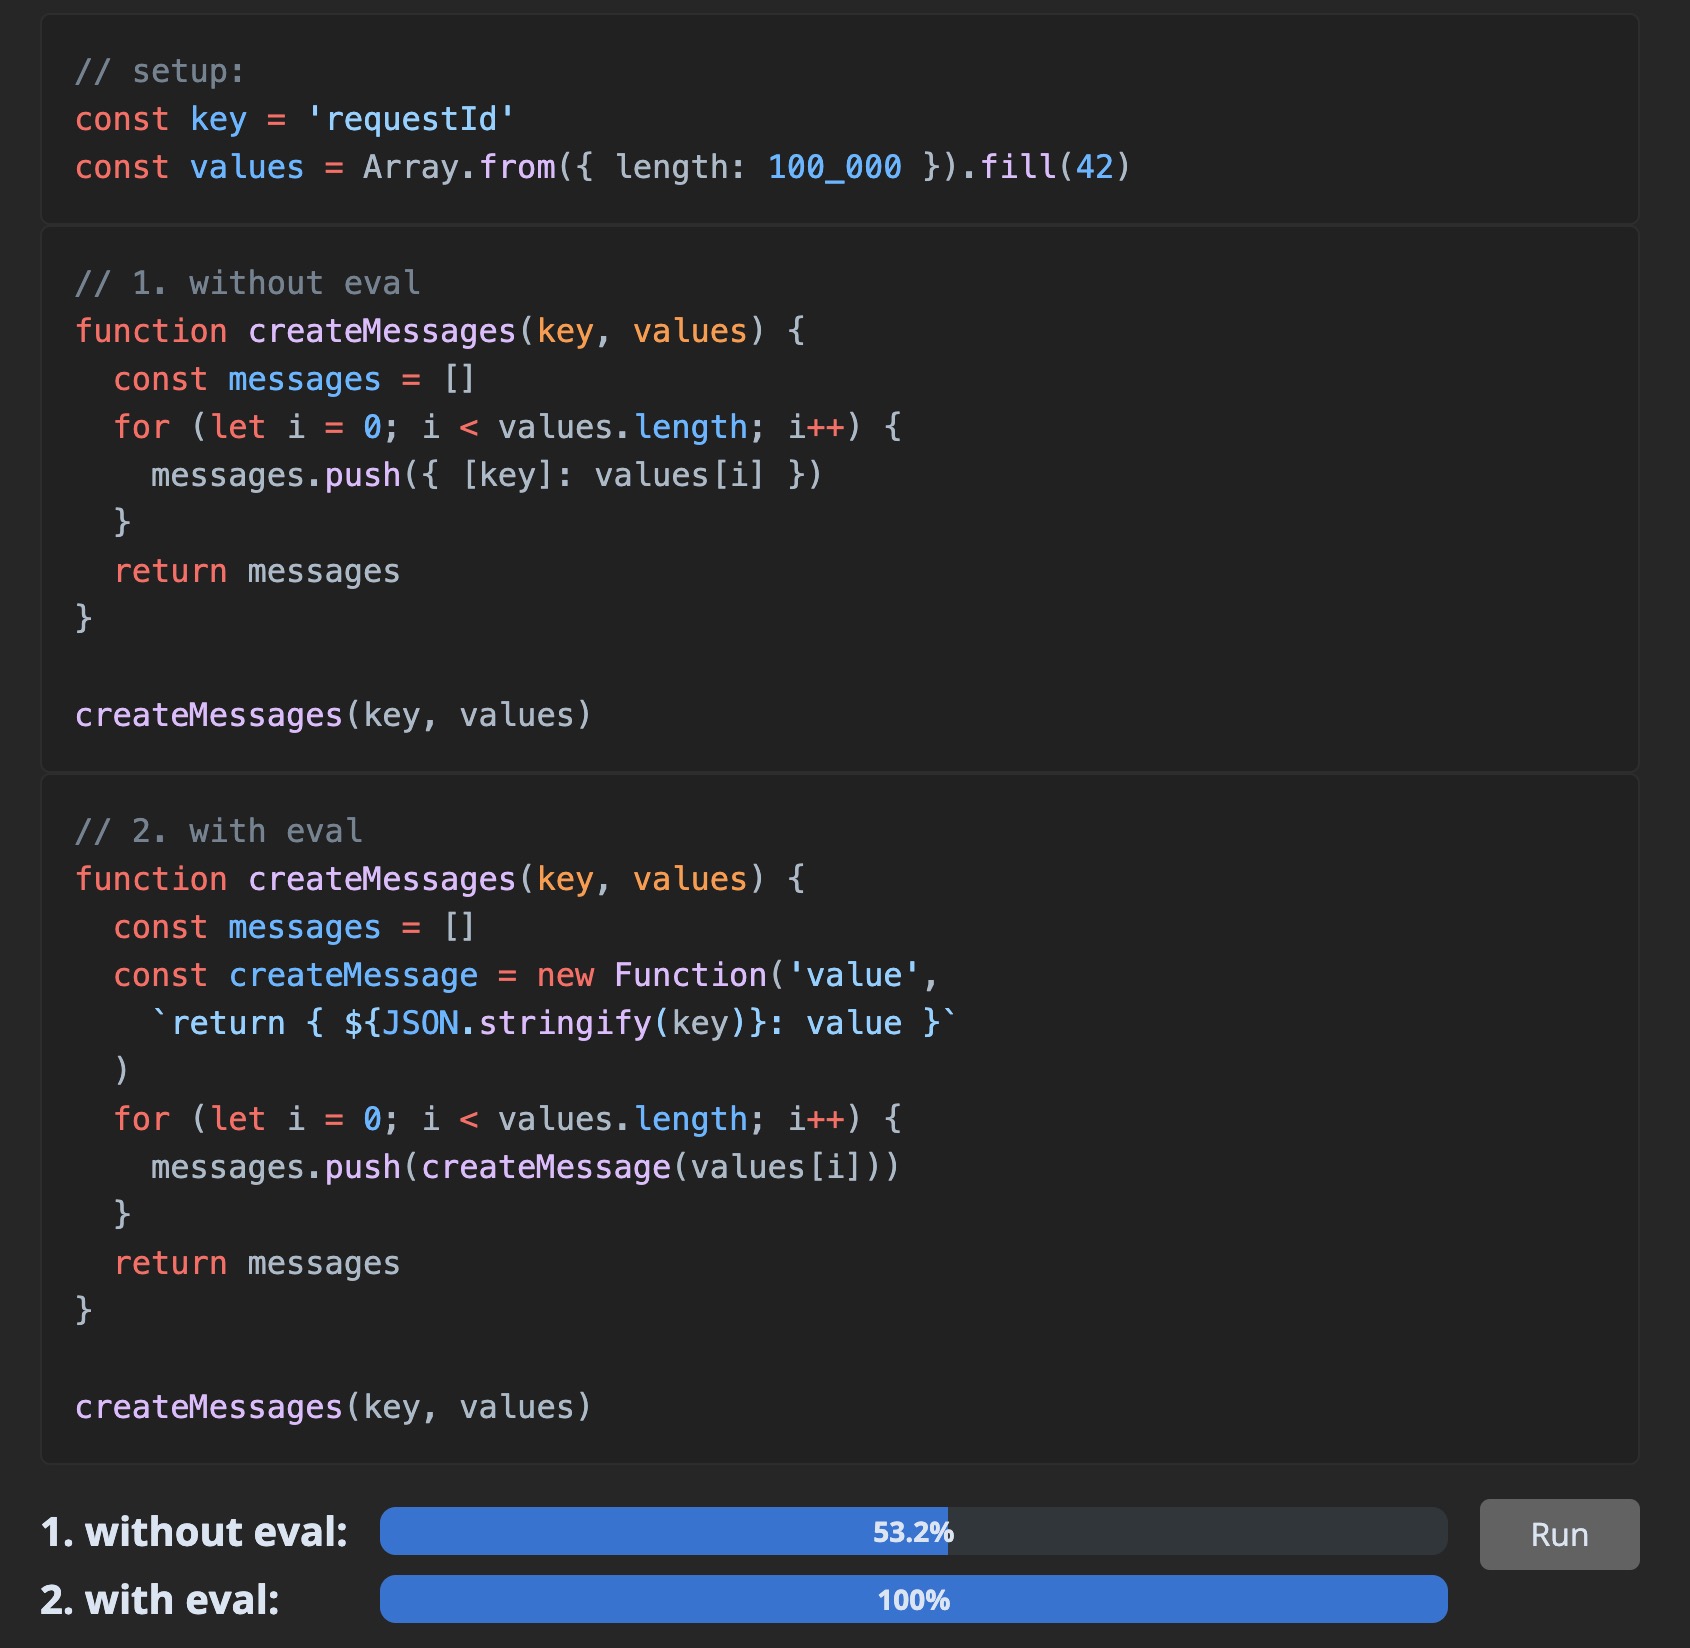 // setup:
const key = 'requestId'
const values = Array.from({ length: 100_000 }).fill(42)
// 1. without eval
function createMessages(key, values) {
  const messages = []
  for (let i = 0; i < values.length; i++) {
    messages.push({ [key]: values[i] })
  }
  return messages
}
createMessages(key, values)
// 2. with eval
function createMessages(key, values) {
  const messages = []
  const createMessage = new Function('value',
    `return { ${JSON.stringify(key)}: value }`
  )
  for (let i = 0; i < values.length; i++) {
    messages.push(createMessage(values[i]))
  }
  return messages
}
createMessages(key, values)
1. without eval: 53.2% Run
2. with eval: 100%